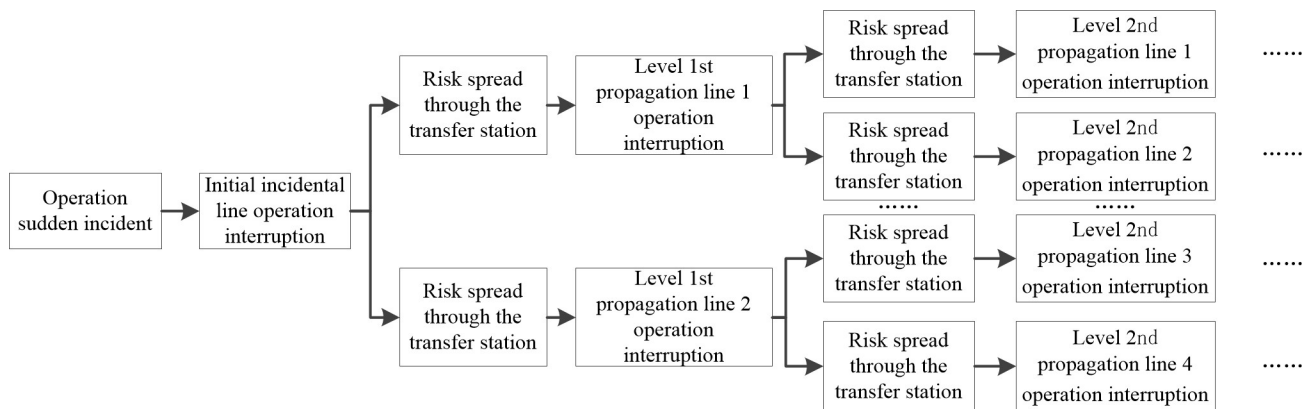 Operation
sudden incident
Initial incidental
line operation
interruption
Risk spread
through the
transfer station
Level 1st
propagation line 1
operation
interruption
Risk spread
through the
transfer station
Level 2nd
propagation line 1
operation interruption
……
Risk spread
through the
transfer station
Level 2nd
propagation line 2
operation interruption
……
……
……
Risk spread
through the
transfer station
Level 1st
propagation line 2
operation
interruption
Risk spread
through the
transfer station
Level 2nd
propagation line 3
operation interruption
……
Risk spread
through the
transfer station
Level 2nd
propagation line 4
operation interruption
……